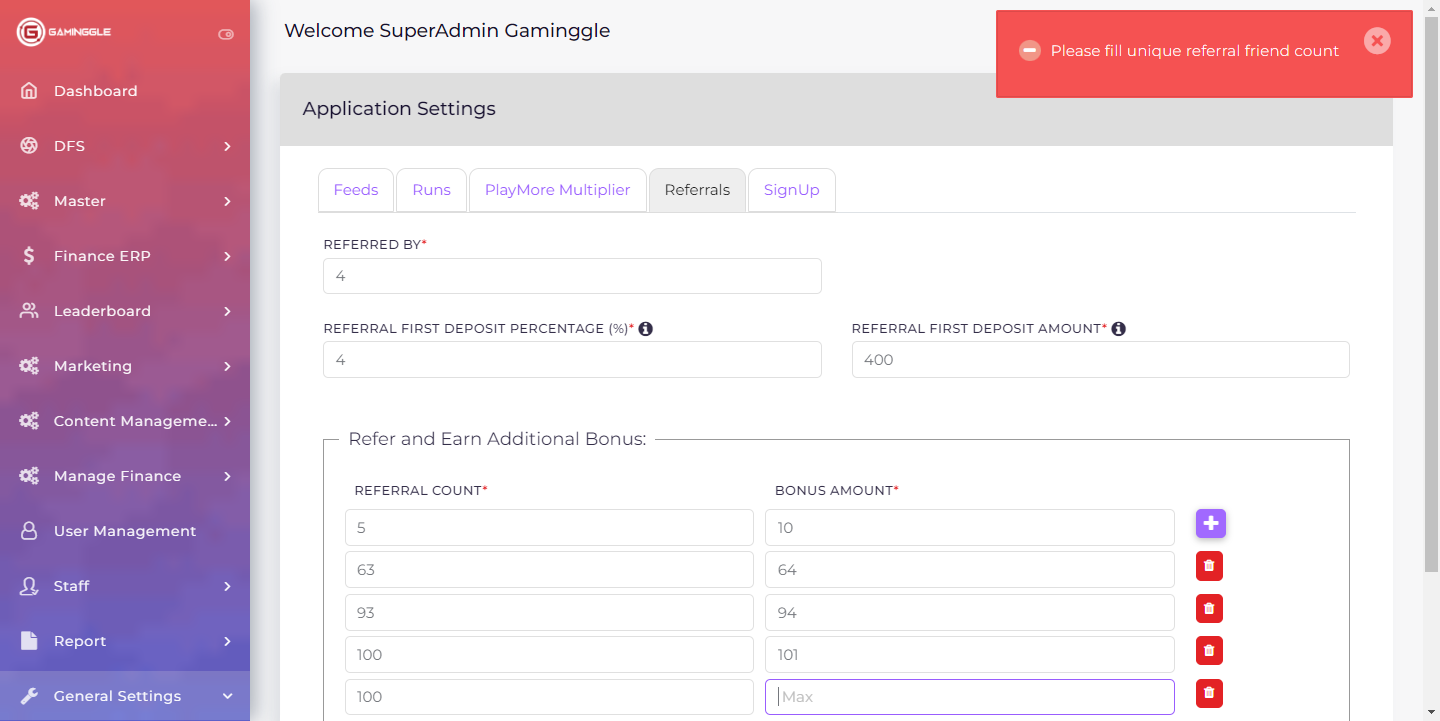 GAMINGGLE
Dashboard
DFS
Master
Finance ERP
Leaderboard
Marketing
Content Manageme...
Manage Finance
User Management
Staff
Report
General Settings
Welcome SuperAdmin Gaminggle
Please fill unique referral friend count
Application Settings
Feeds Runs PlayMore Multiplier Referrals SignUp
REFERRED BY*
4
REFERRAL FIRST DEPOSIT PERCENTAGE (%)* REFERRAL FIRST DEPOSIT AMOUNT*
4 400
Refer and Earn Additional Bonus:
REFERRAL COUNT* BONUS AMOUNT*
5 10
63 64
93 94
100 101
100 Max